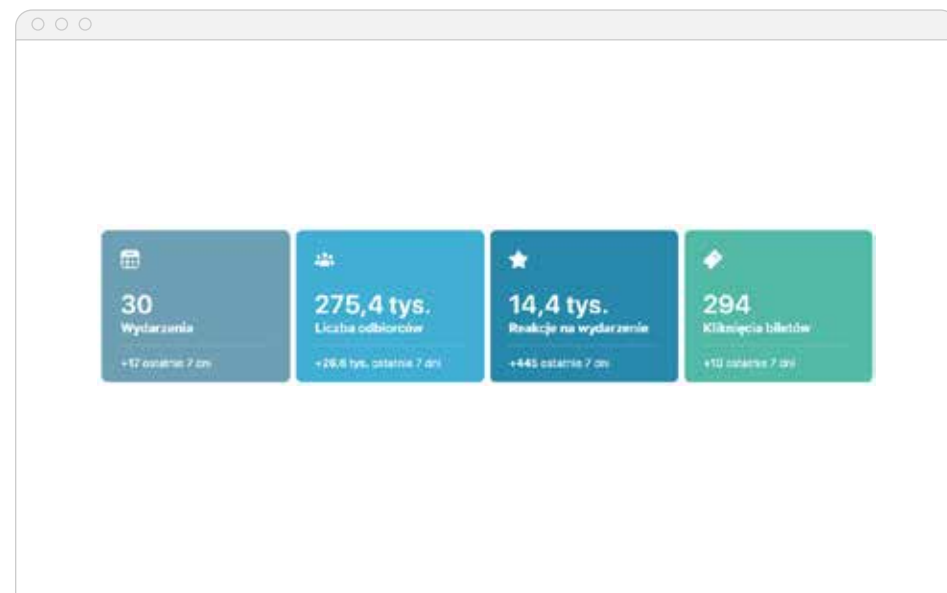 30
Wydarzenia
+12 ostatnie 7 dni
275,4 tys.
Liczba odbiorców
+26,6 tys. ostatnie 7 dni
14,4 tys.
Reakcje na wydarzenie
+445 ostatnie 7 dni
294
Kliknięcia biletów
+10 ostatnie 7 dni